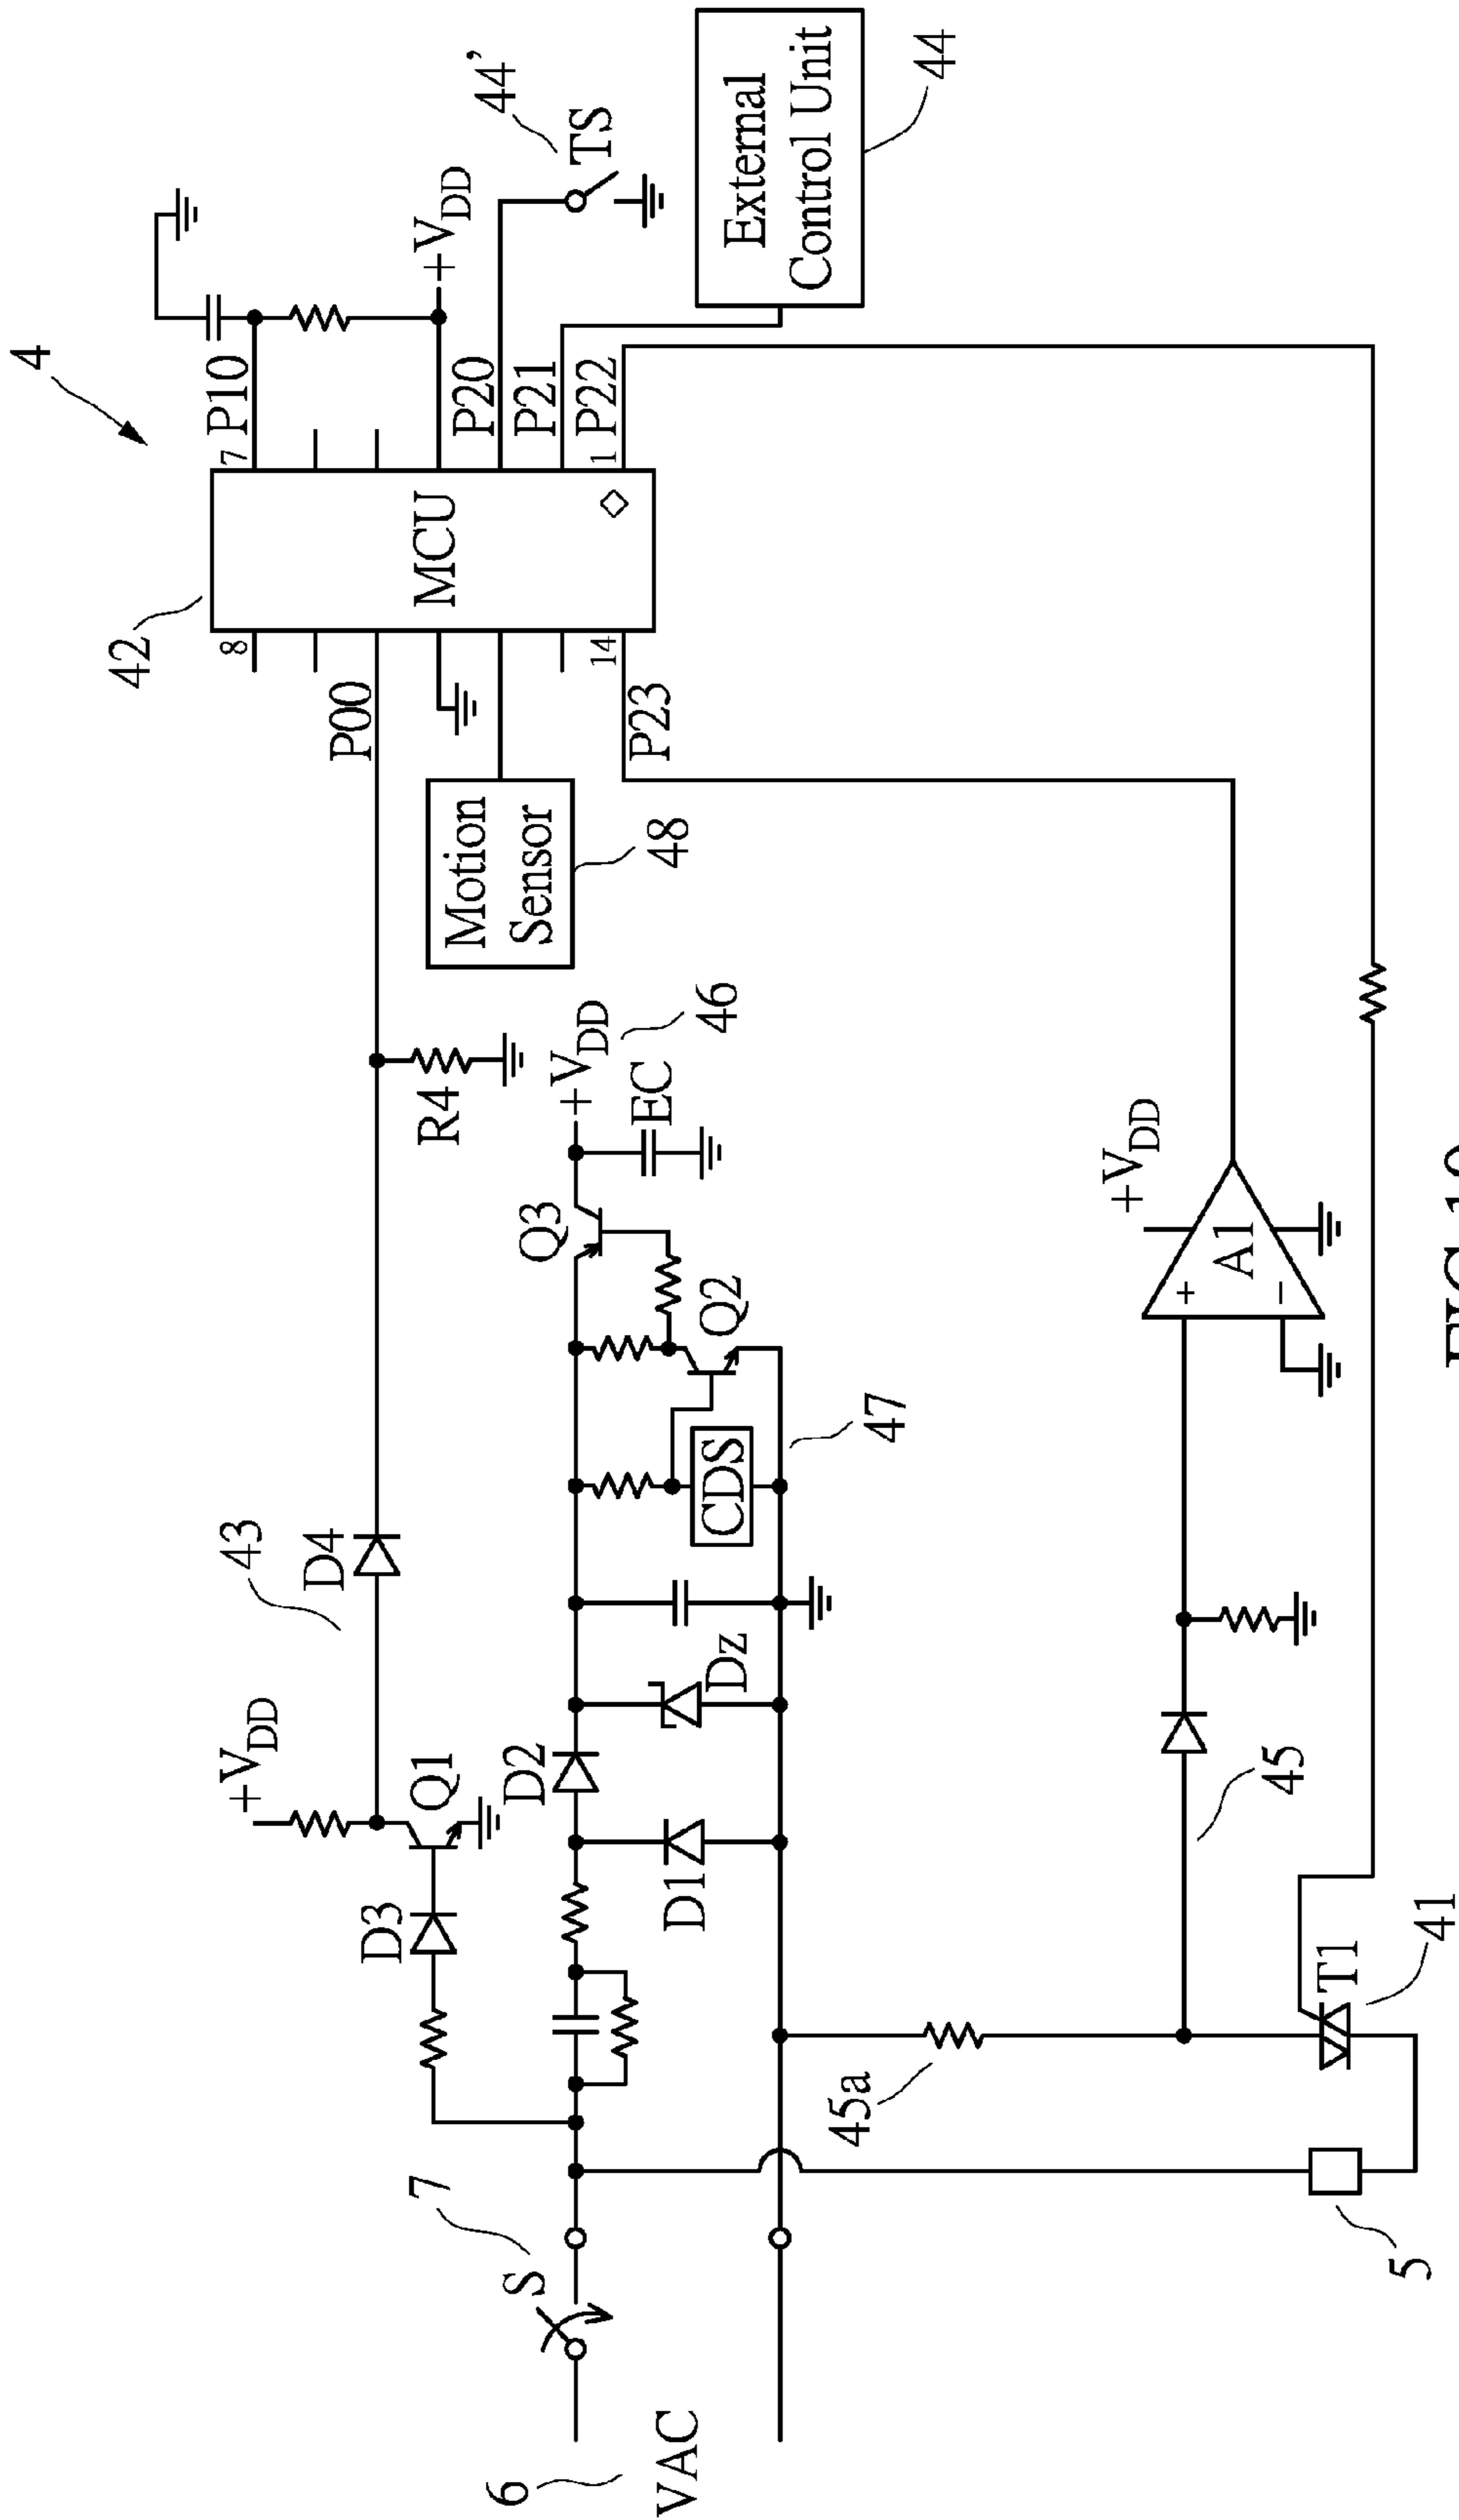 4
42
8
7 P10
P00
MCU
+VDD
P20
P21
P22
1
14
P23
TS
44’
External
Control Unit
44
Motion
Sensor
48
43
D4
R4
+VDD
D3
Q1
D2
D1
Dz
CDS
Q2
Q3
+VDD
EC
46
47
7
S
6
VAC
45a
45
+VDD
+
A1
−
T1
41
5